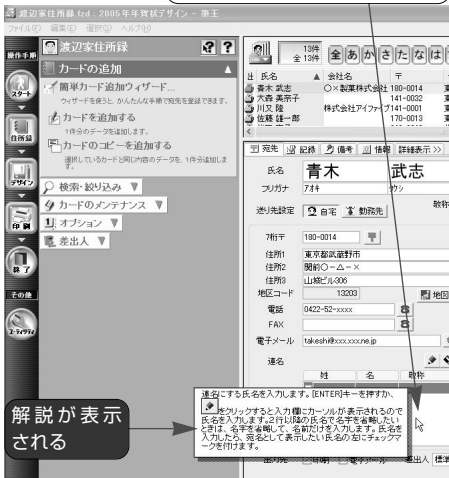 渡辺家住所録.fzd : 2005年年賀状デザイン - 筆王
ファイル(F) 編集(E) 選択(S) ヘルプ(H)
操作手順
渡辺家住所録
カードの追加
簡単カード追加ウィザード...
ウィザードを使うと、かんたんな手順で宛先を登録できます。
カードを追加する
1件分のデータを追加します。
カードのコピーを追加する
選択しているカードと同じ内容のデータを、1件分追加します。
検索・絞り込み ▼
カードのメンテナンス ▼
オプション ▼
差出人 ▼
スタート
住所録
デザイン
印刷
終了
その他
ユーティリティ
13件
全 13件
全 あ か さ た な は
氏名 ▲ 会社名 〒
青木 武志 ○×製菓株式会社 180-0014
大森 美奈子 141-0032
川又 隆 株式会社アイファイブ 141-0001
佐藤 雄一郎 170-0013
宛先 記録 備考 情報 詳細表示 >>
氏名 青木 武志
フリガナ アオキ
敬称
送り先設定 自宅 勤務先
7桁〒 180-0014 〒
住所1 東京都武蔵野市
住所2 関前○-△-×
住所3 山城ビル306
地区コード 13203 地図
電話 0422-52-xxxx
FAX
電子メール takeshi@xxx.xxx.ne.jp
連名
姓 名 敬称
連名にする氏名を入力します。[ENTER]キーを押すか、
をクリックすると入力欄にカーソルが表示されるので
氏名を入力します。2行以降の氏名で名字を省略したい
ときは、名字を省略して、名前だけを入力します。氏名を
入力したら、宛名として表示したい氏名の左にチェックマ
ークを付けます。
解説が表示
される
差出人 標準